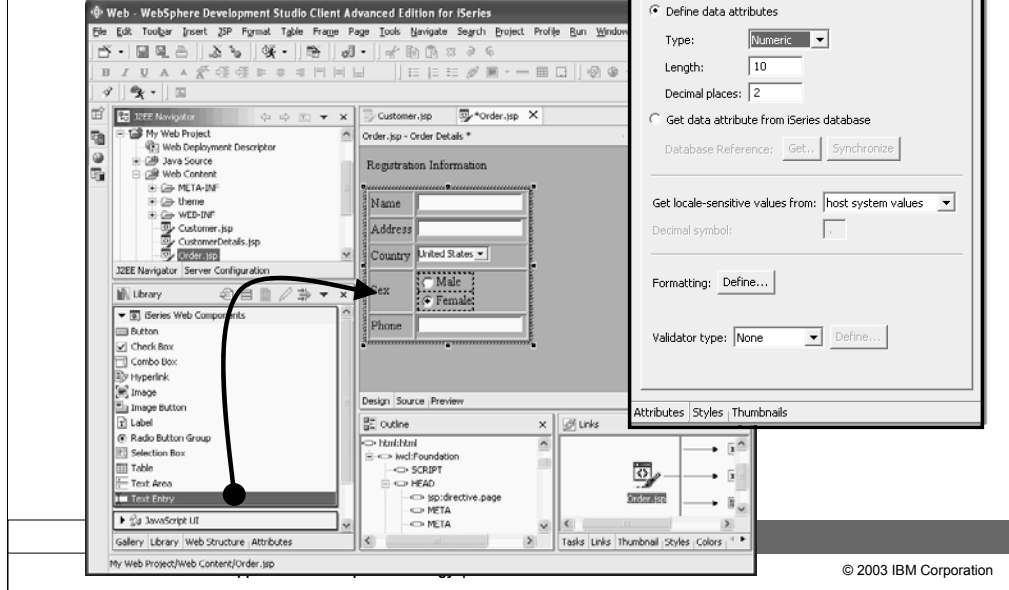 Web - WebSphere Development Studio Client Advanced Edition for iSeries
File Edit Toolbar Insert JSP Format Table Frame Page Tools Navigate Search Project Profile Run Window
J2EE Navigator
My Web Project
Web Deployment Descriptor
Java Source
Web Content
META-INF
theme
WEB-INF
Customer.jsp
CustomerDetails.jsp
Order.jsp
J2EE Navigator Server Configuration
Library
iSeries Web Components
Button
Check Box
Combo Box
Hyperlink
Image
Image Button
Label
Radio Button Group
Selection Box
Table
Text Area
Text Entry
JavaScript UI
Gallery Library Web Structure Attributes
My Web Project/Web Content/Order.jsp
Customer.jsp *Order.jsp
Order.jsp - Order Details *
Registration Information
Name
Address
Country United States
Sex Male
Female
Phone
Design Source Preview
Outline
html:html
iwcl:Foundation
SCRIPT
HEAD
jsp:directive.page
META
META
Links
Order.jsp
Tasks Links Thumbnail Styles Colors
Define data attributes
Type: Numeric
Length: 10
Decimal places: 2
Get data attribute from iSeries database
Database Reference: Get.. Synchronize
Get locale-sensitive values from: host system values
Decimal symbol: .
Formatting: Define...
Validator type: None Define...
Attributes Styles Thumbnails
© 2003 IBM Corporation